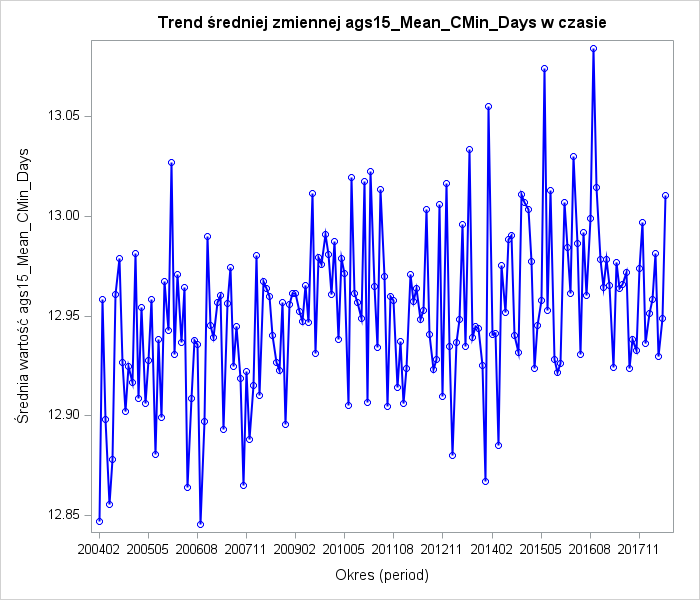 Trend średniej zmiennej ags15_Mean_CMin_Days w czasie
Średnia wartość ags15_Mean_CMin_Days
13.05
13.00
12.95
12.90
12.85
200402 200505 200608 200711 200902 201005 201108 201211 201402 201505 201608 201711
Okres (period)